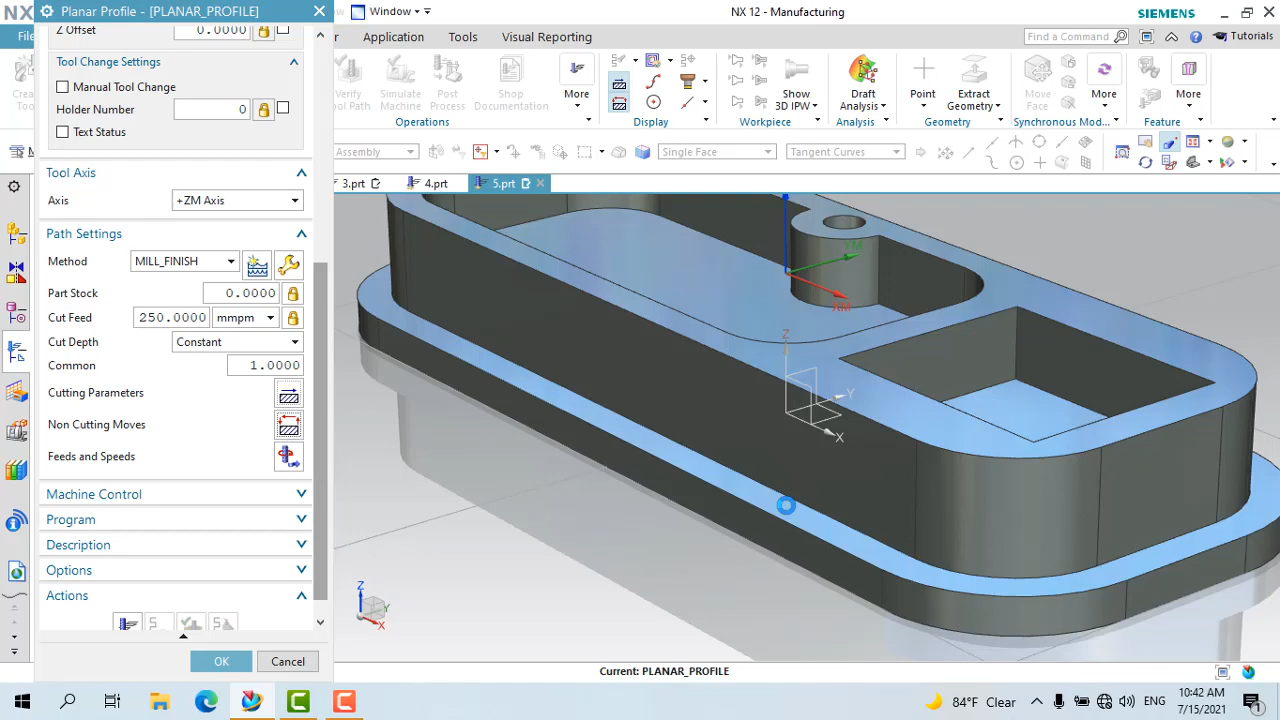 NX
Planar Profile - [PLANAR_PROFILE]
Window
NX 12 - Manufacturing
SIEMENS
File
Application
Tools
Visual Reporting
Find a Command
Tutorials
Z Offset
0.0000
Tool Change Settings
Manual Tool Change
Holder Number
0
Text Status
Tool Axis
Axis
+ZM Axis
Path Settings
Method
MILL_FINISH
Part Stock
0.0000
Cut Feed
250.0000
mmpm
Cut Depth
Constant
Common
1.0000
Cutting Parameters
Non Cutting Moves
Feeds and Speeds
Machine Control
Program
Description
Options
Actions
OK
Cancel
Simulate Machine
Post Process
Shop Documentation
More
Operations
Display
Show 3D IPW
Workpiece
Draft Analysis
Analysis
Point
Extract Geometry
Geometry
Move Face
More
Synchronous Mod...
More
Feature
Assembly
Single Face
Tangent Curves
3.prt
4.prt
5.prt
YM
XM
Z
Y
X
Z
Y
X
Current: PLANAR_PROFILE
84°F Clear
ENG
10:42 AM
7/15/2021
1